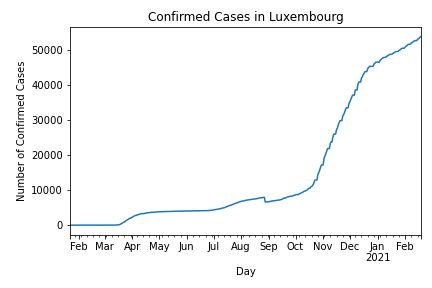 Confirmed Cases in Luxembourg
50000
40000
30000
20000
10000
0
Number of Confirmed Cases
Feb Mar Apr May Jun Jul Aug Sep Oct Nov Dec Jan Feb
2021
Day